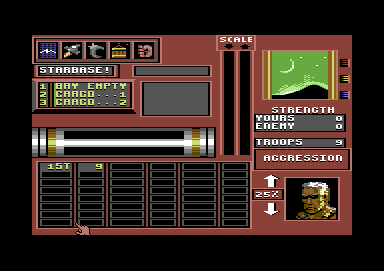 SCALE
STARBASE!
1 BAY EMPTY
2 CARGO...1
3 CARGO...2
STRENGTH
YOURS 0
ENEMY 0
TROOPS 9
AGGRESSION
1ST 9
25%